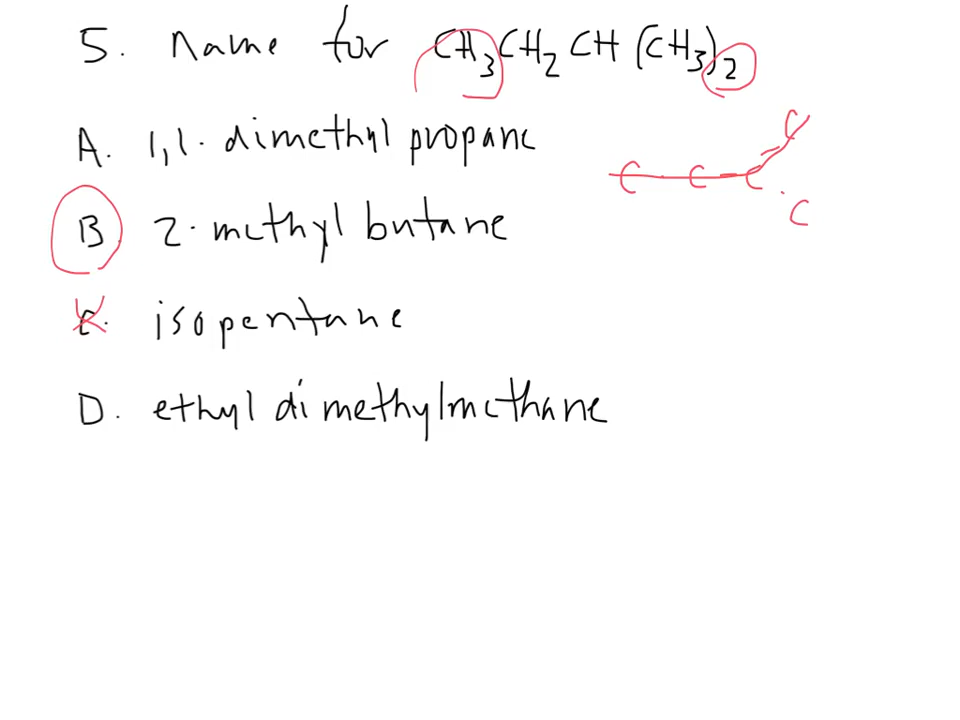 5. Name for CH3CH2CH(CH3)2
A. 1,1-dimethyl propane
B 2-methyl butane
C. isopentane
D. ethyl dimethylmethane
C C C C
C